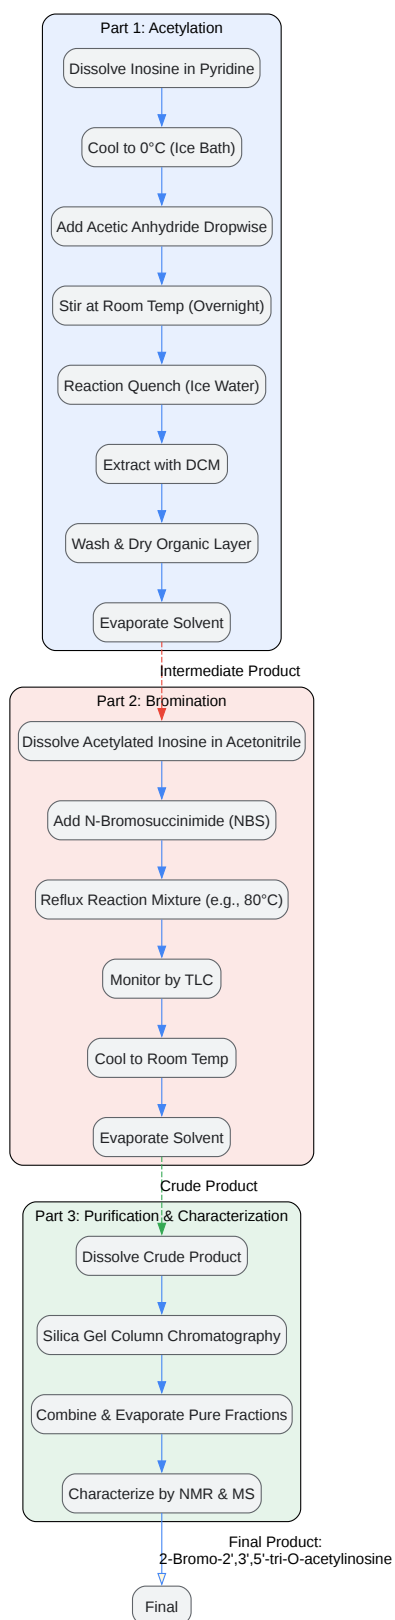 Part 1: Acetylation
Dissolve Inosine in Pyridine
Cool to 0°C (Ice Bath)
Add Acetic Anhydride Dropwise
Stir at Room Temp (Overnight)
Reaction Quench (Ice Water)
Extract with DCM
Wash & Dry Organic Layer
Evaporate Solvent
Intermediate Product
Part 2: Bromination
Dissolve Acetylated Inosine in Acetonitrile
Add N-Bromosuccinimide (NBS)
Reflux Reaction Mixture (e.g., 80°C)
Monitor by TLC
Cool to Room Temp
Evaporate Solvent
Crude Product
Part 3: Purification & Characterization
Dissolve Crude Product
Silica Gel Column Chromatography
Combine & Evaporate Pure Fractions
Characterize by NMR & MS
Final Product:
2-Bromo-2',3',5'-tri-O-acetylinosine
Final